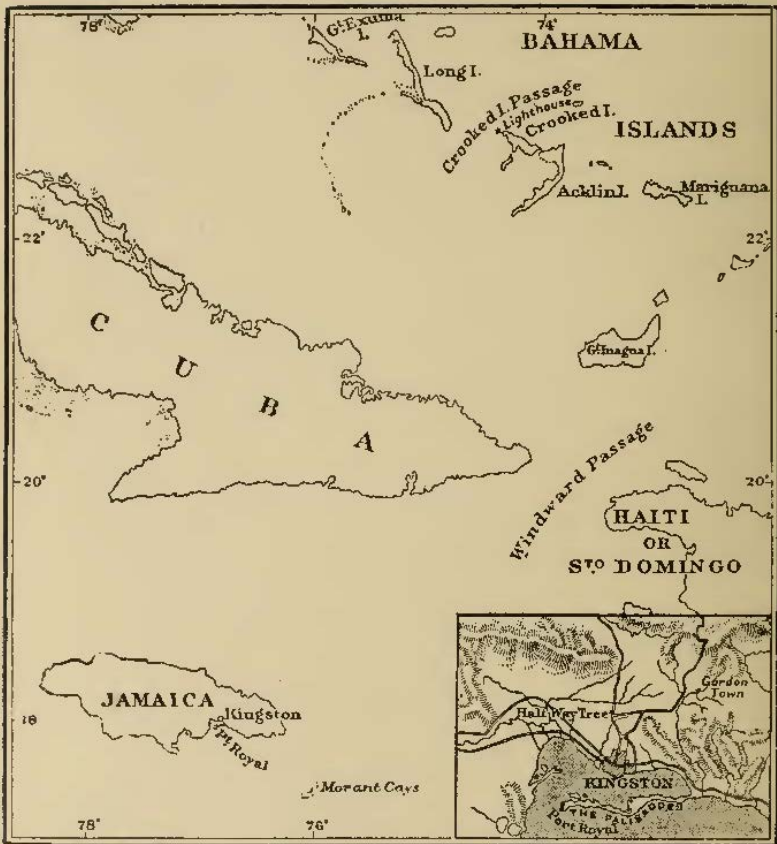 78°
74°
Gt. Exuma
I.
BAHAMA
Long I.
Crooked I. Passage
Lighthouse
Crooked I.
ISLANDS
Acklin I.
Mariguana
I.
22°
22°
CUBA
Gt. Inagua I.
Windward Passage
20°
20°
HAITI
OR
STO DOMINGO
JAMAICA
Kingston
Pt. Royal
18
Morant Cays
78°
76°
Gordon
Town
Half Way Tree
KINGSTON
THE PALISADOES
Port Royal